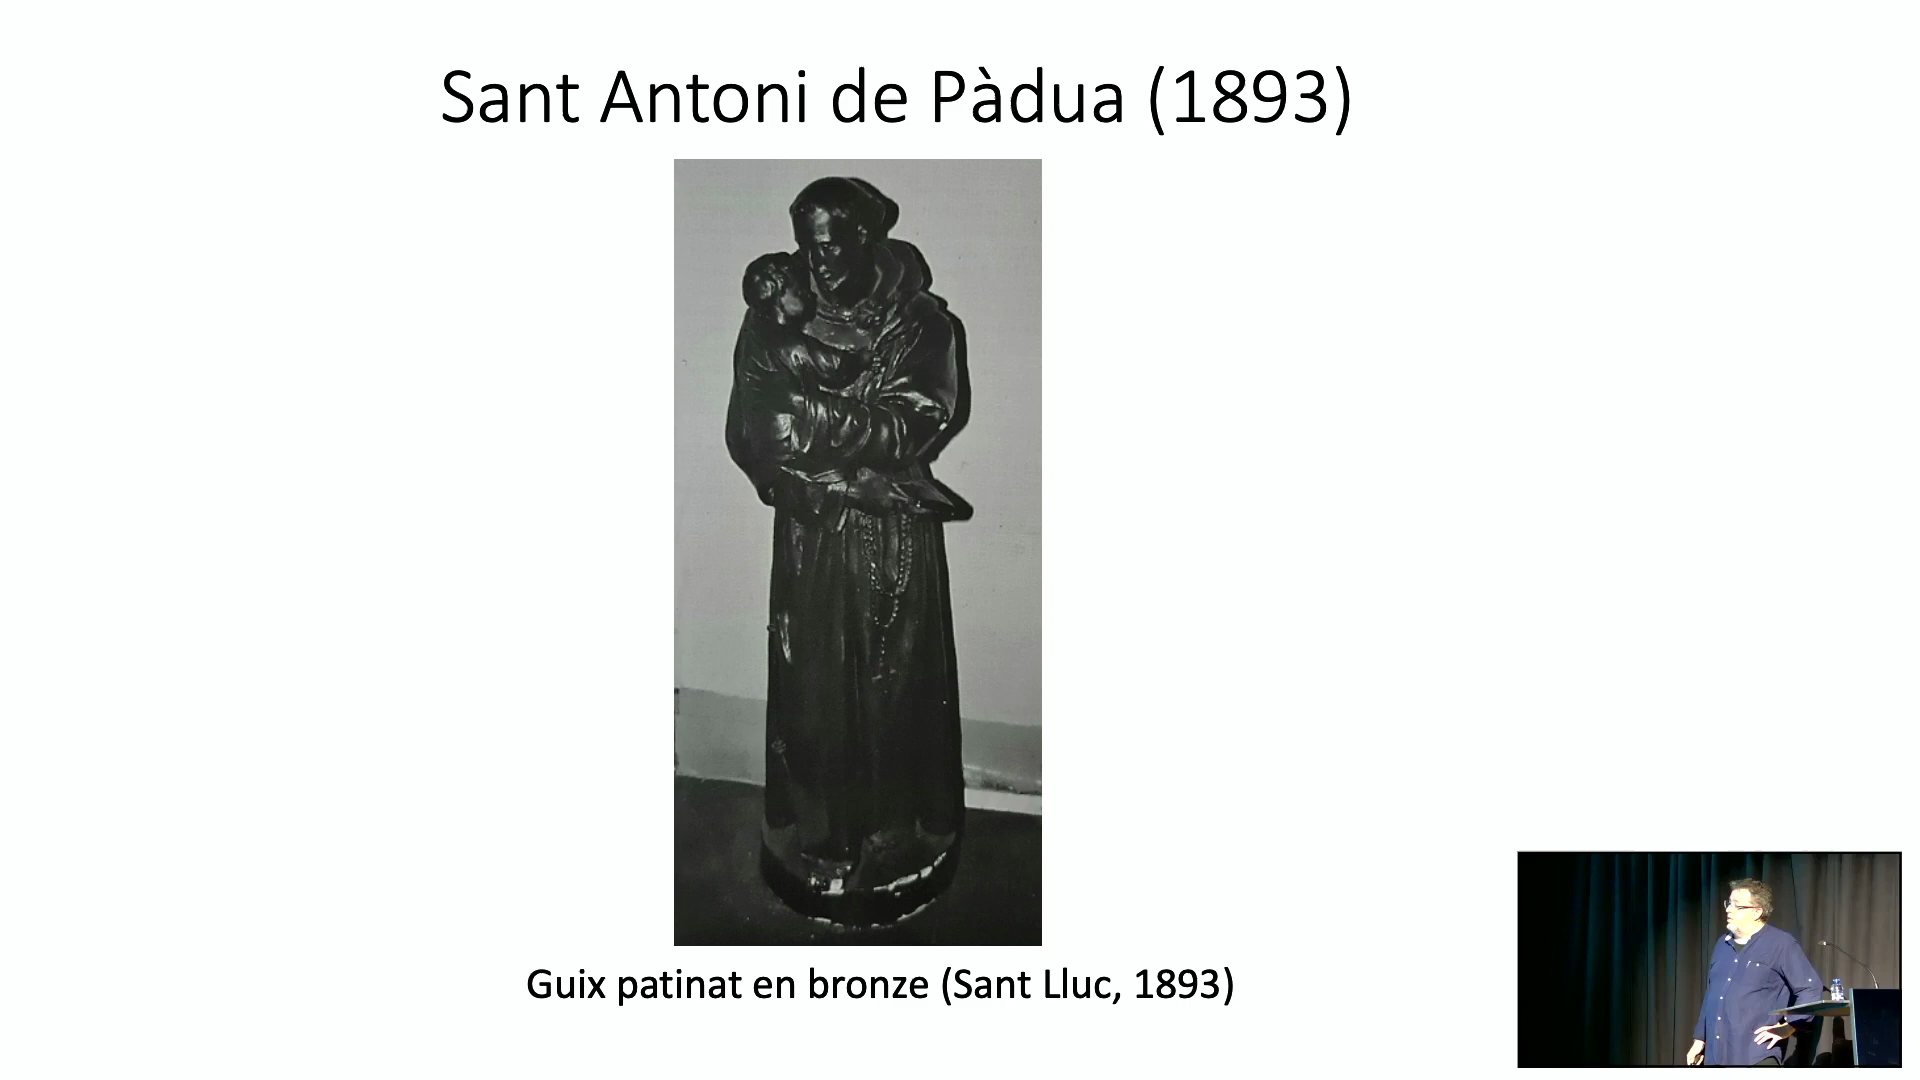 Sant Antoni de Pàdua (1893)
Guix patinat en bronze (Sant Lluc, 1893)